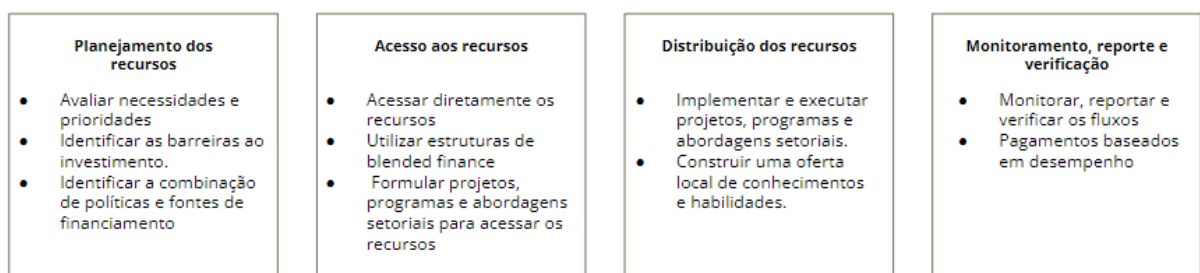 Planejamento dos
recursos
● Avaliar necessidades e
prioridades
● Identificar as barreiras ao
investimento.
● Identificar a combinação
de políticas e fontes de
financiamento
Acesso aos recursos
● Acessar diretamente os
recursos
● Utilizar estruturas de
blended finance
● Formular projetos,
programas e abordagens
setoriais para acessar os
recursos
Distribuição dos recursos
● Implementar e executar
projetos, programas e
abordagens setoriais.
● Construir uma oferta
local de conhecimentos
e habilidades.
Monitoramento, reporte e
verificação
● Monitorar, reportar e
verificar os fluxos
● Pagamentos baseados
em desempenho